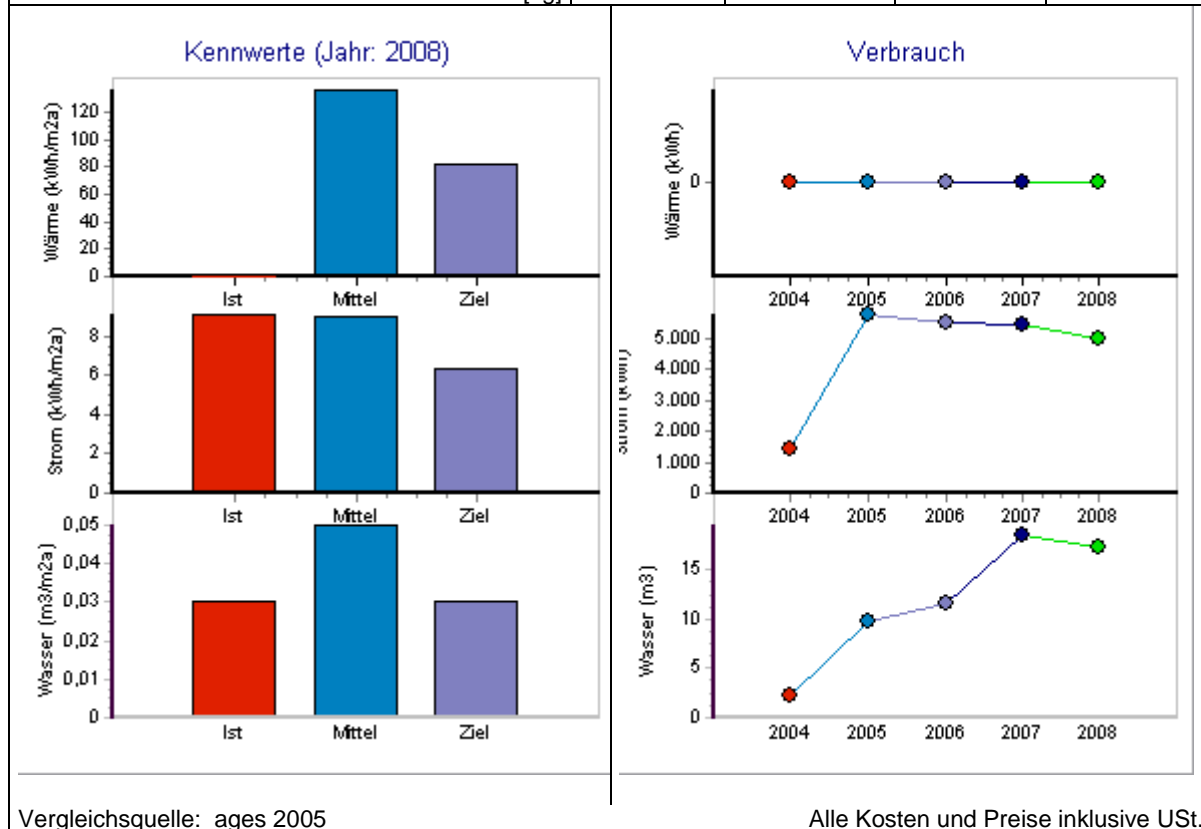 Kennwerte (Jahr: 2008)
Wärme (kWh/m2a)
120
100
80
60
40
20
0
Ist Mittel Ziel
Strom (kWh/m2a)
8
6
4
2
0
Ist Mittel Ziel
Wasser (m3/m2a)
0,05
0,04
0,03
0,02
0,01
0
Ist Mittel Ziel
Verbrauch
Wärme (kWh)
0
2004 2005 2006 2007 2008
Strom (kWh)
5.000
4.000
3.000
2.000
1.000
0
2004 2005 2006 2007 2008
Wasser (m3)
15
10
5
0
2004 2005 2006 2007 2008
Vergleichsquelle: ages 2005
Alle Kosten und Preise inklusive USt.